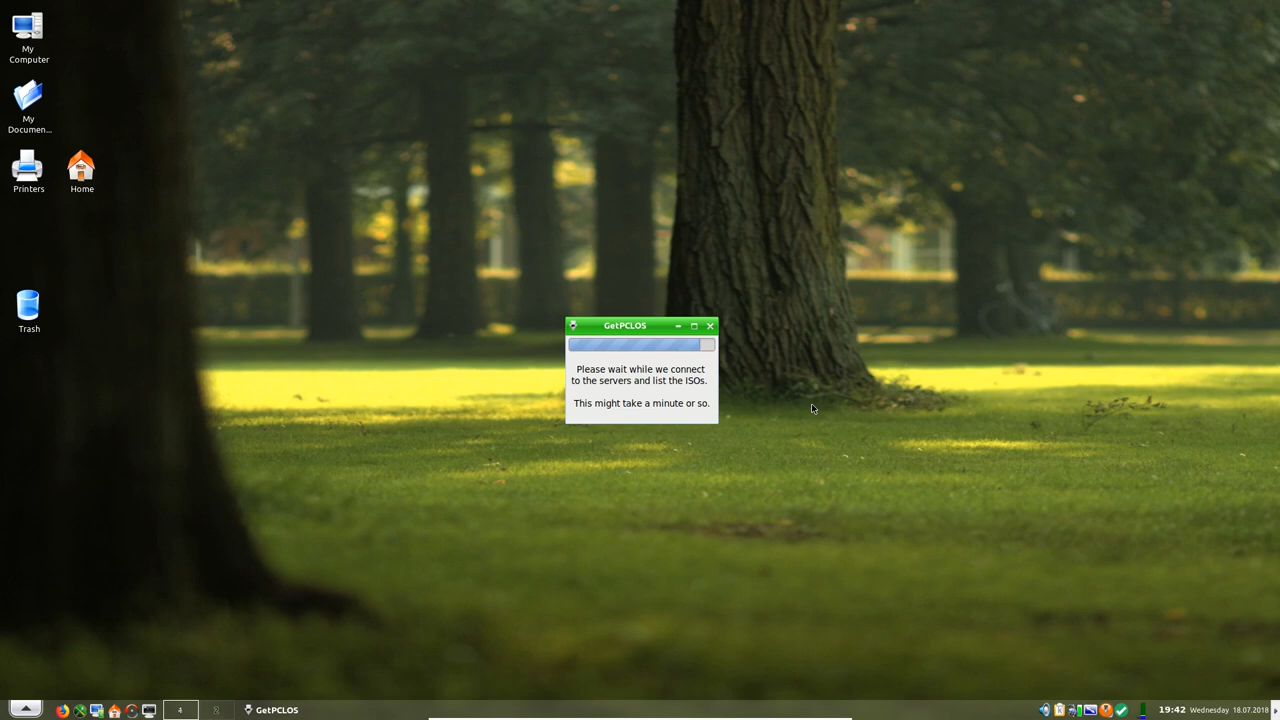 My
Computer
My
Documen...
Printers
Home
Trash
GetPCLOS
Please wait while we connect
to the servers and list the ISOs.
This might take a minute or so.
4
2
GetPCLOS
19:42 Wednesday 18.07.2018